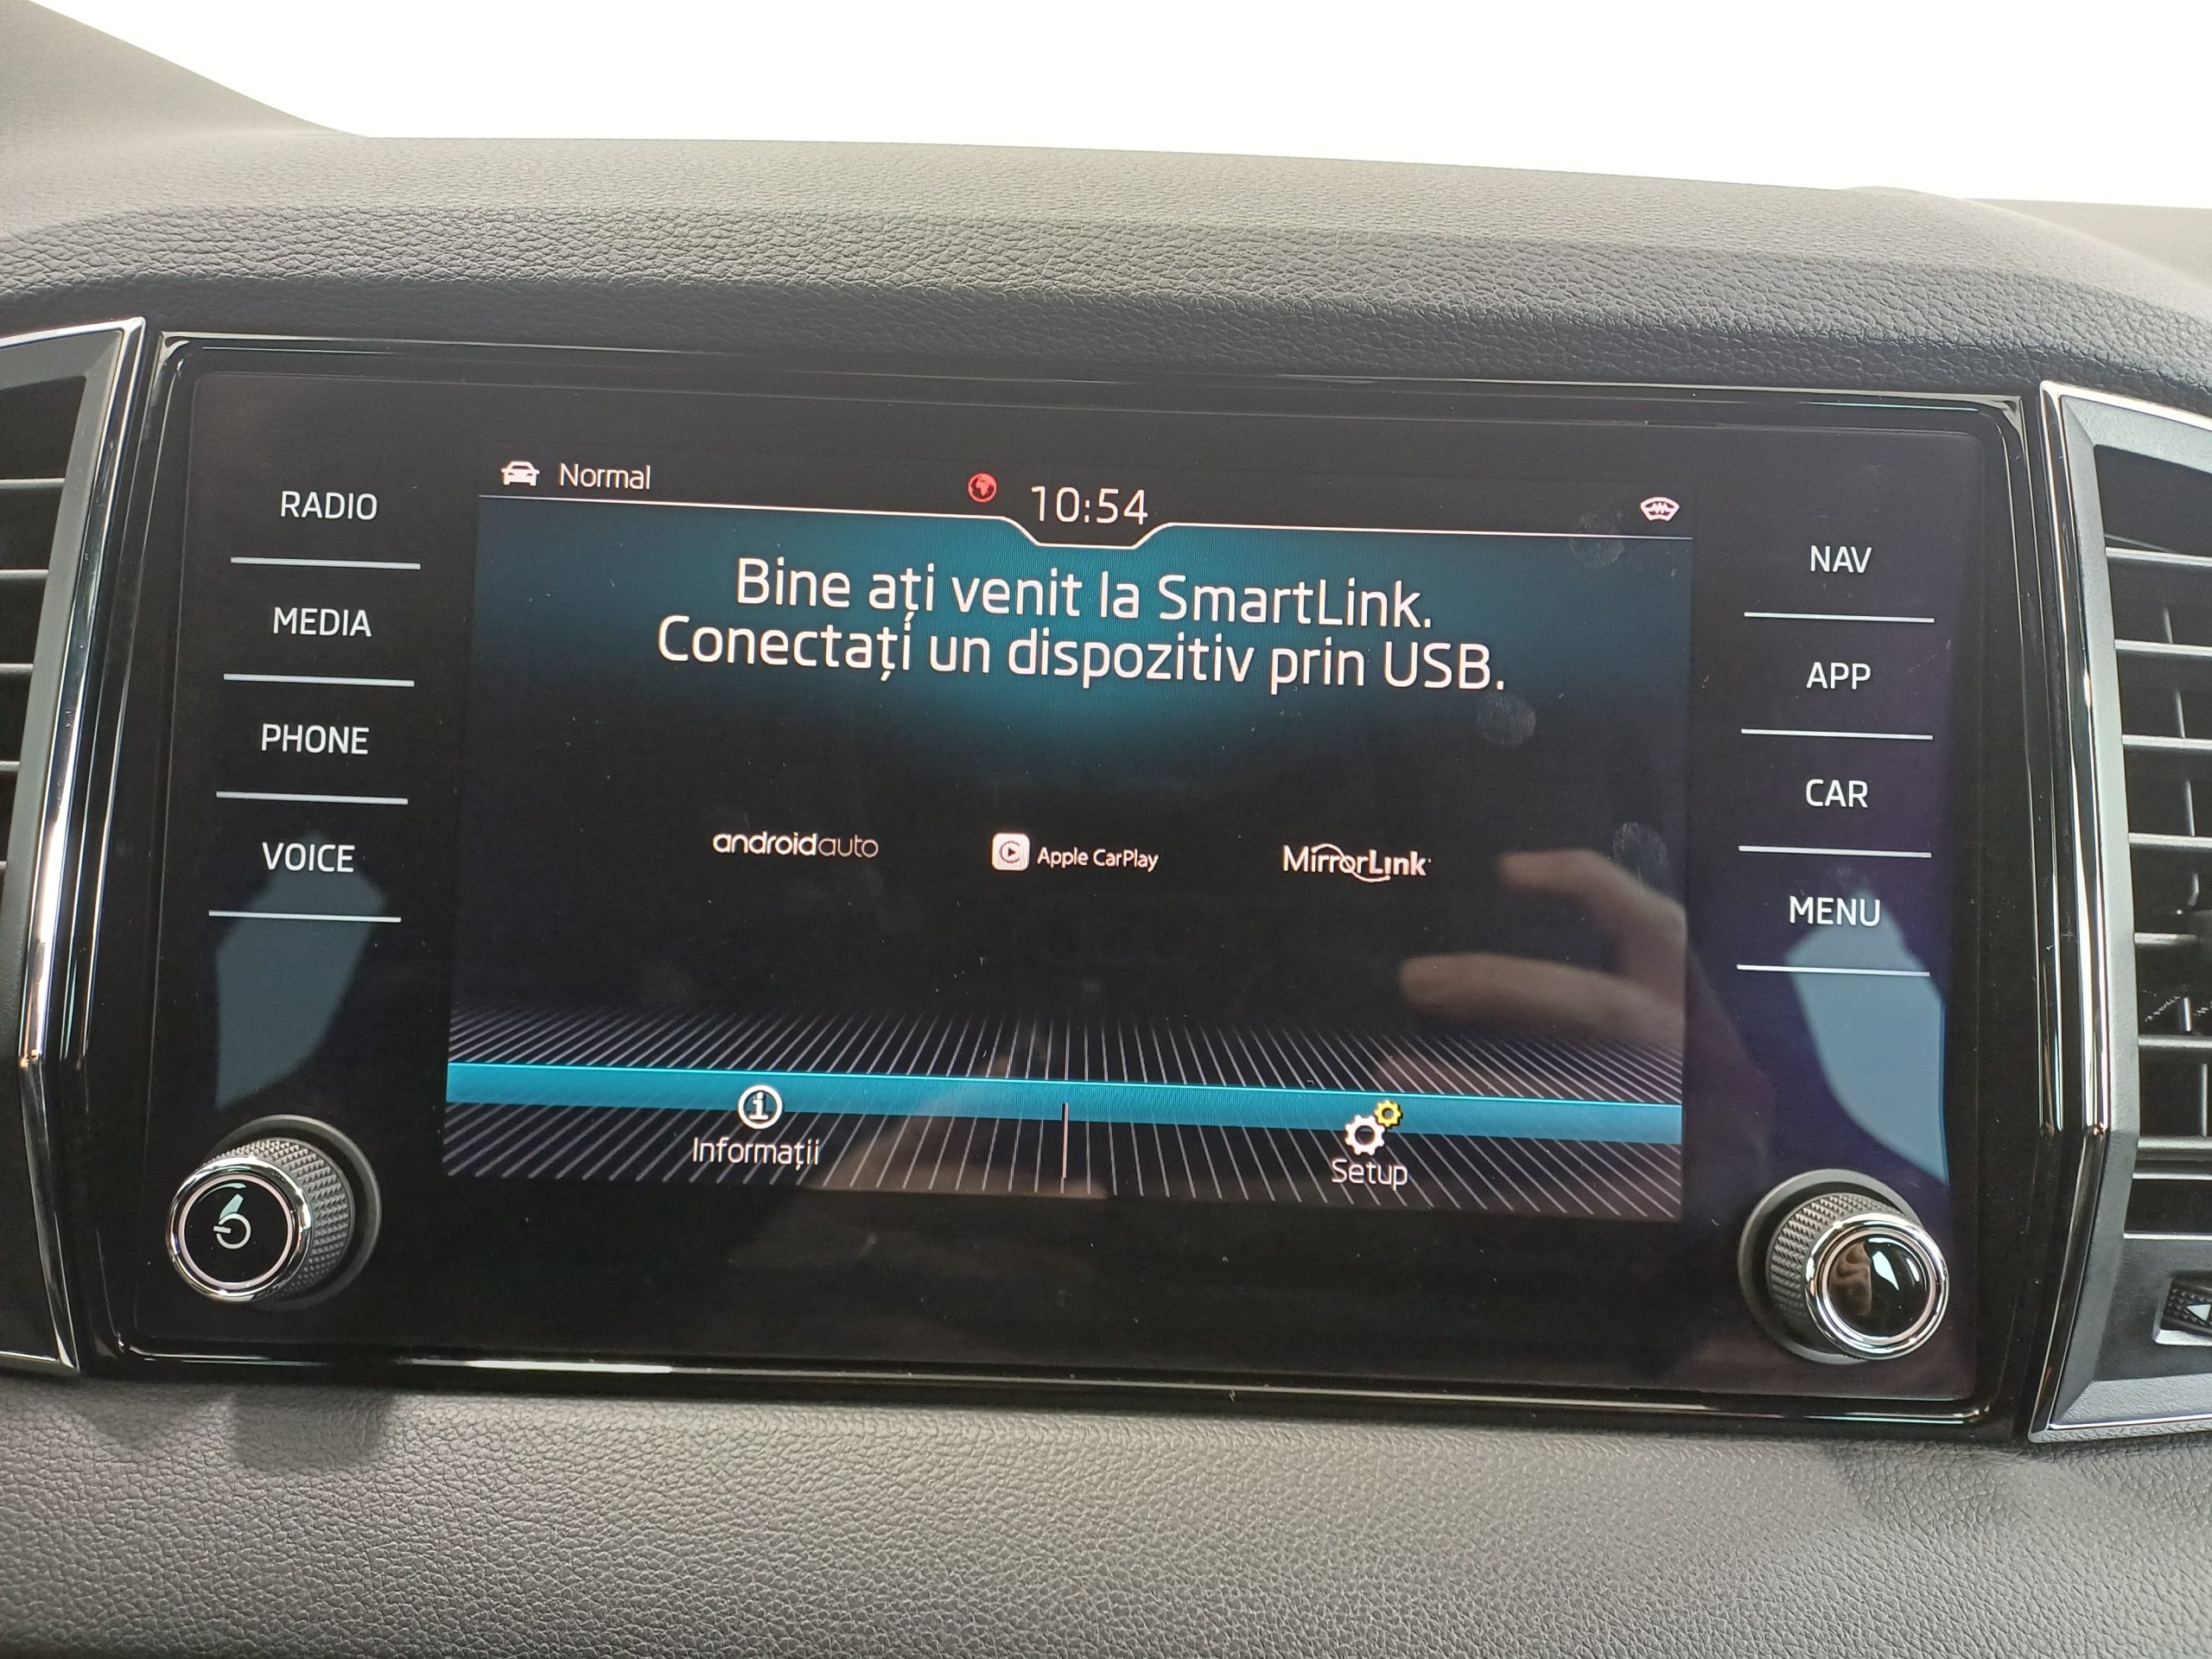 Normal
10:54
RADIO
MEDIA
PHONE
VOICE
Bine ați venit la SmartLink.
Conectați un dispozitiv prin USB.
androidauto
Apple CarPlay
MirrorLink
Informații
Setup
NAV
APP
CAR
MENU